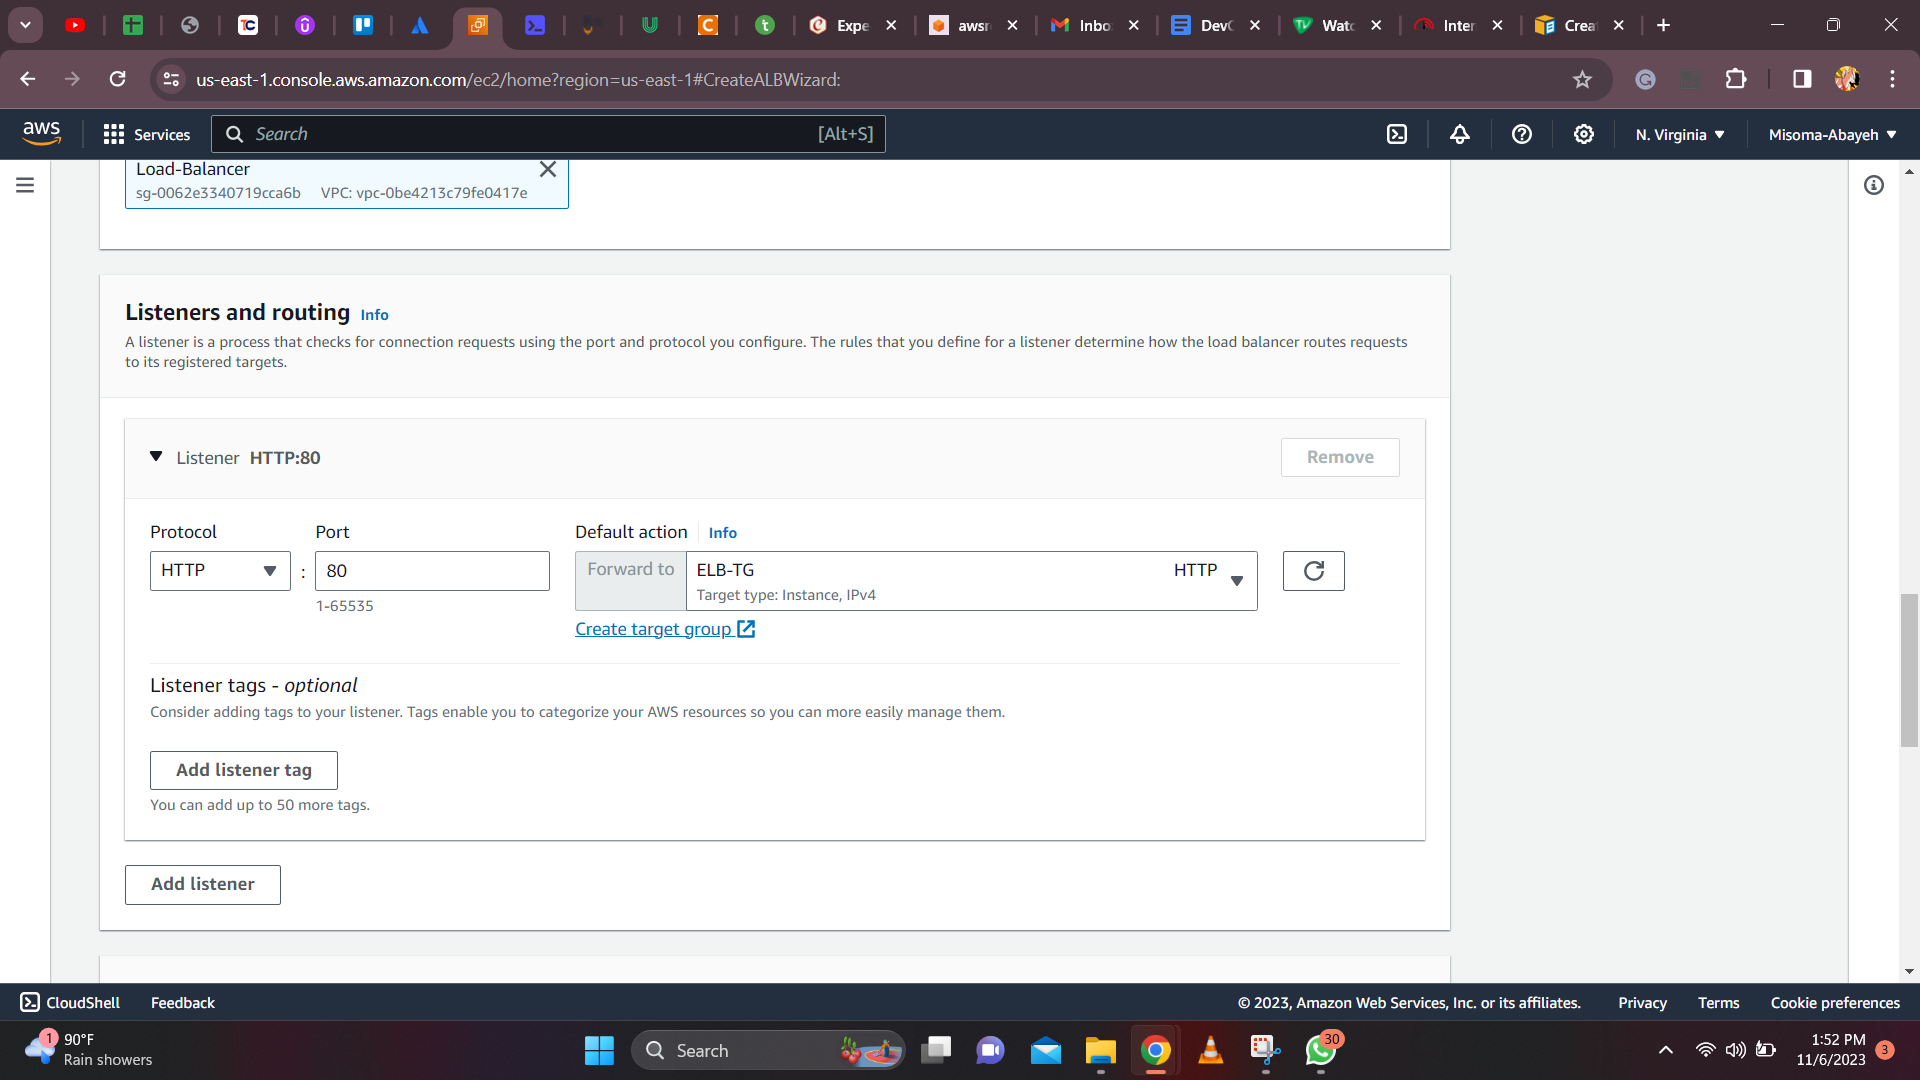 Expe
awsr
Inbo
Dev
Watc
Inter
Crea
us-east-1.console.aws.amazon.com/ec2/home?region=us-east-1#CreateALBWizard:
aws
Services
Search
[Alt+S]
N. Virginia
Misoma-Abayeh
Load-Balancer
sg-0062e3340719cca6b VPC: vpc-0be4213c79fe0417e
Listeners and routing Info
A listener is a process that checks for connection requests using the port and protocol you configure. The rules that you define for a listener determine how the load balancer routes requests
to its registered targets.
Listener HTTP:80
Remove
Protocol
Port
Default action Info
HTTP
:
80
1-65535
Forward to
ELB-TG
HTTP
Target type: Instance, IPv4
Create target group
Listener tags - optional
Consider adding tags to your listener. Tags enable you to categorize your AWS resources so you can more easily manage them.
Add listener tag
You can add up to 50 more tags.
Add listener
CloudShell
Feedback
© 2023, Amazon Web Services, Inc. or its affiliates.
Privacy
Terms
Cookie preferences
1
90°F
Rain showers
Search
30
1:52 PM
11/6/2023
3